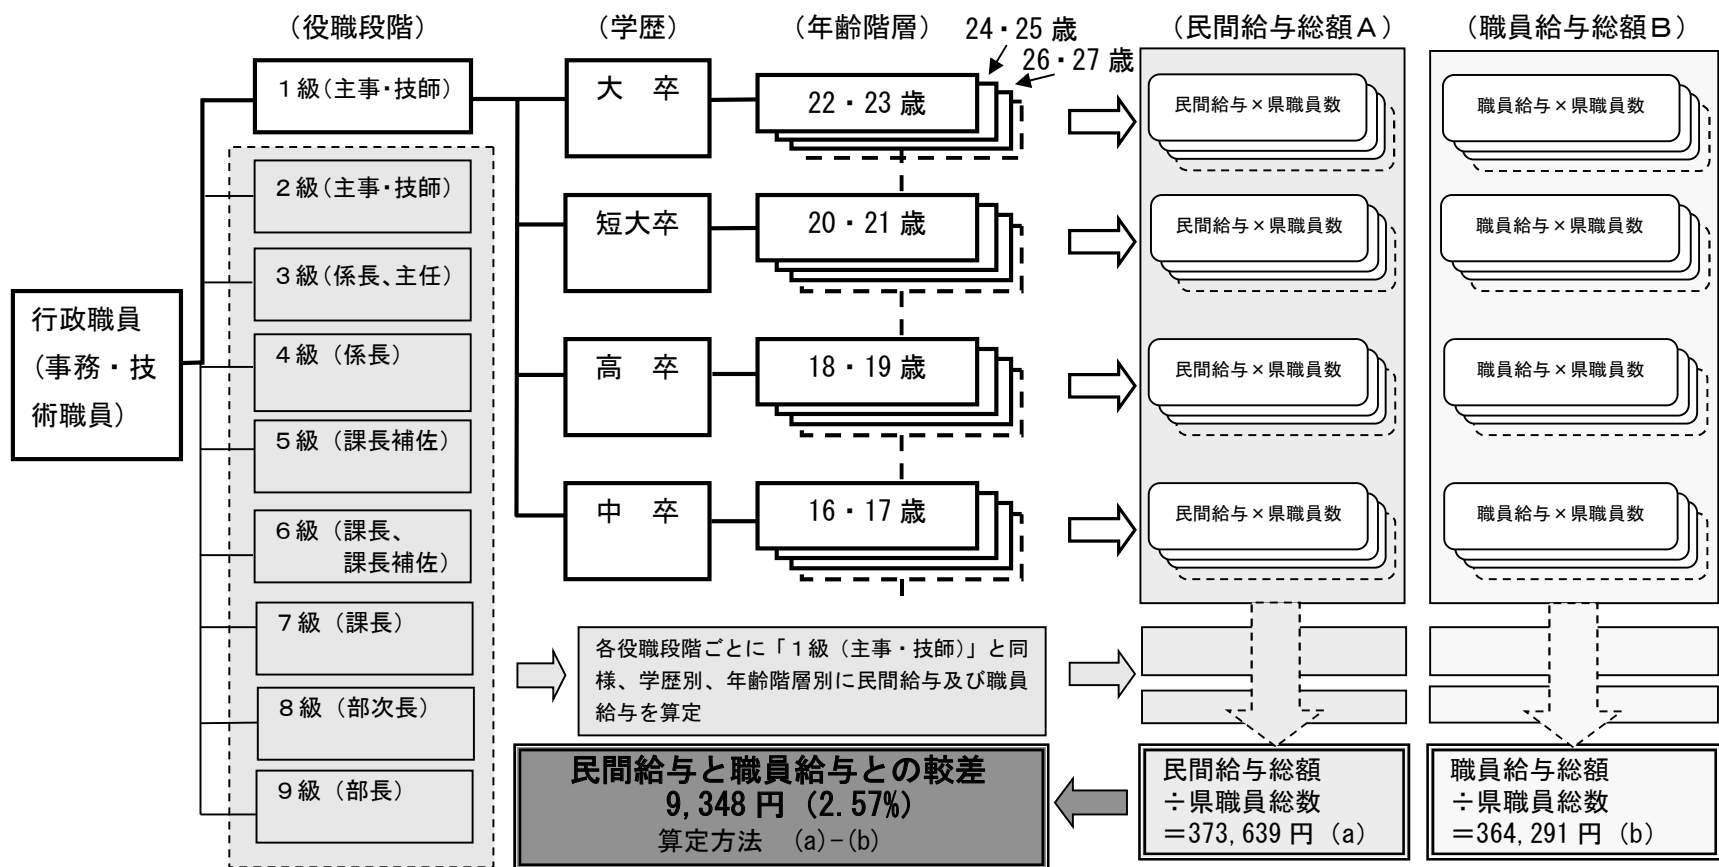 （役職段階）
（学歴）
（年齢階層）
24・25 歳
26・27 歳
（民間給与総額Ａ）
（職員給与総額Ｂ）
１級（主事・技師）
大　卒
22・23 歳
民間給与×県職員数
職員給与×県職員数
２級（主事・技師）
短大卒
20・21 歳
民間給与×県職員数
職員給与×県職員数
３級（係長、主任）
行政職員
（事務・技
術職員）
４級（係長）
高　卒
18・19 歳
民間給与×県職員数
職員給与×県職員数
５級（課長補佐）
中　卒
16・17 歳
民間給与×県職員数
職員給与×県職員数
６級（課長、
課長補佐）
７級（課長）
各役職段階ごとに「１級（主事・技師）」と同
様、学歴別、年齢階層別に民間給与及び職員
給与を算定
８級（部次長）
９級（部長）
民間給与と職員給与との較差
9,348 円（2.57%）
算定方法　(a)-(b)
民間給与総額
÷県職員総数
＝373,639 円（a）
職員給与総額
÷県職員総数
＝364,291 円（b）